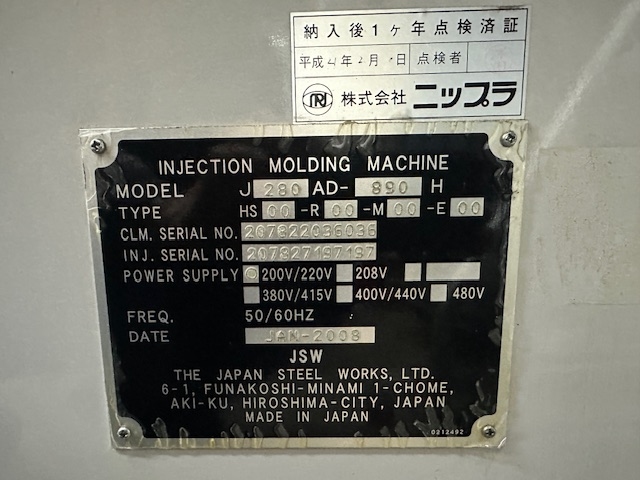 納入後1ヶ年点検済証
平成21年2月 日 点検者
株式会社 ニップラ
INJECTION MOLDING MACHINE
MODEL J 280 AD- 890 H
TYPE HS 00 -R 00 -M 00 -E 00
CLM. SERIAL NO. 207822036036
INJ. SERIAL NO. 207827197197
POWER SUPPLY 200V/220V 208V
380V/415V 400V/440V 480V
FREQ. 50/60HZ
DATE JAN-2008
JSW
THE JAPAN STEEL WORKS, LTD.
6-1, FUNAKOSHI-MINAMI 1-CHOME,
AKI-KU, HIROSHIMA-CITY, JAPAN
MADE IN JAPAN
0212492